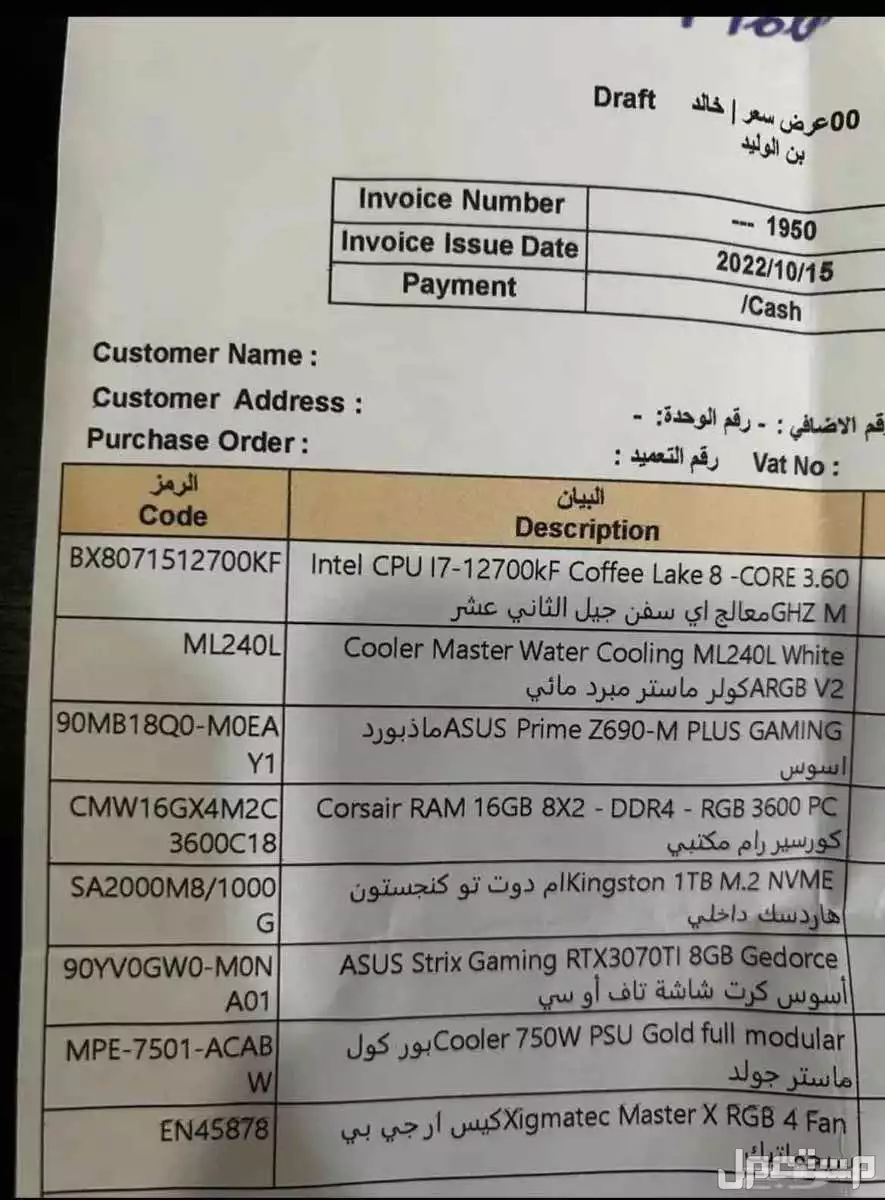 Draft
00عرض سعر | خالد
بن الوليد
Invoice Number --- 1950
Invoice Issue Date 2022/10/15
Payment /Cash
Customer Name :
Customer Address :
قم الاضافي : - رقم الوحدة: -
Purchase Order :
رقم التعميد : Vat No :
الرمز البيان
Code Description
BX8071512700KF Intel CPU I7-12700kF Coffee Lake 8 -CORE 3.60
GHZ Mمعالج اي سفن جيل الثاني عشر
ML240L Cooler Master Water Cooling ML240L White
ARGB V2كولر ماستر مبرد مائي
90MB18Q0-M0EA ASUS Prime Z690-M PLUS GAMINGماذبورد
Y1 اسوس
CMW16GX4M2C Corsair RAM 16GB 8X2 - DDR4 - RGB 3600 PC
3600C18 كورسير رام مكتبي
SA2000M8/1000 Kingston 1TB M.2 NVMEام دوت تو كنجستون
G هاردسك داخلي
90YV0GW0-M0N ASUS Strix Gaming RTX3070TI 8GB Gedorce
A01 أسوس كرت شاشة تاف أو سي
MPE-7501-ACAB Cooler 750W PSU Gold full modularبور كول
W ماستر جولد
EN45878 Xigmatec Master X RGB 4 Fanكيس ارجي بي
مستعمل